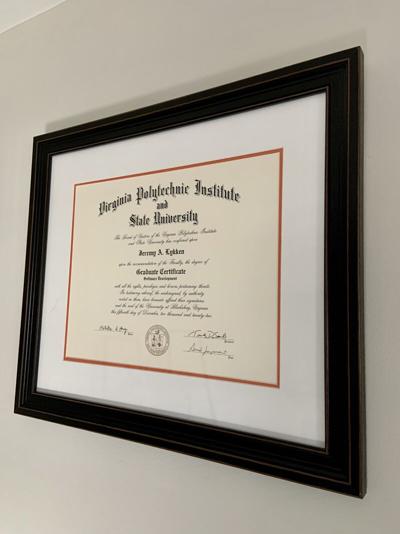 Virginia Polytechnic Institute
and
State University
The Board of Visitors of the Virginia Polytechnic Institute
and State University has conferred upon
Jeremy A. Lykken
upon the recommendation of the Faculty, the degree of
Graduate Certificate
Software Development
with all the rights, privileges and honors pertaining thereto.
In testimony whereof, the undersigned, by authority
vested in them, have hereunto affixed their signatures
and the seal of the University at Blacksburg, Virginia
this fifteenth day of December, two thousand and twenty-two